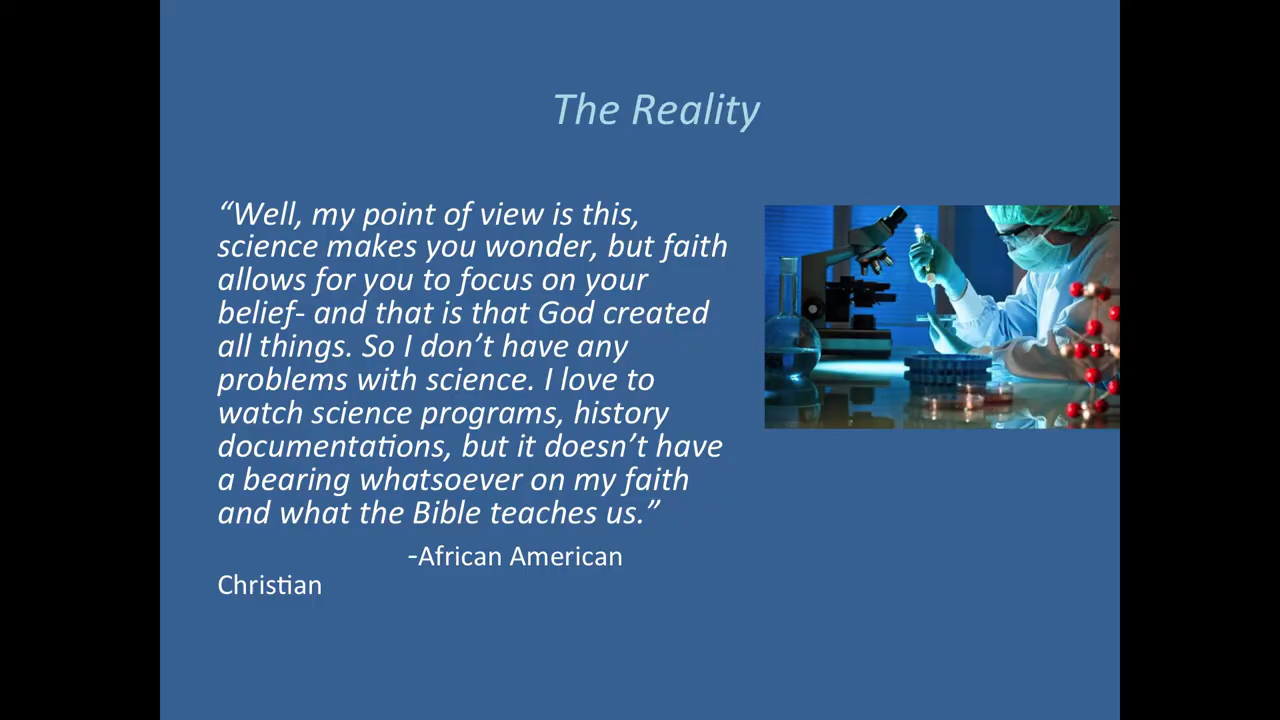 The Reality
“Well, my point of view is this,
science makes you wonder, but faith
allows for you to focus on your
belief- and that is that God created
all things. So I don’t have any
problems with science. I love to
watch science programs, history
documentations, but it doesn’t have
a bearing whatsoever on my faith
and what the Bible teaches us.”
-African American
Christian